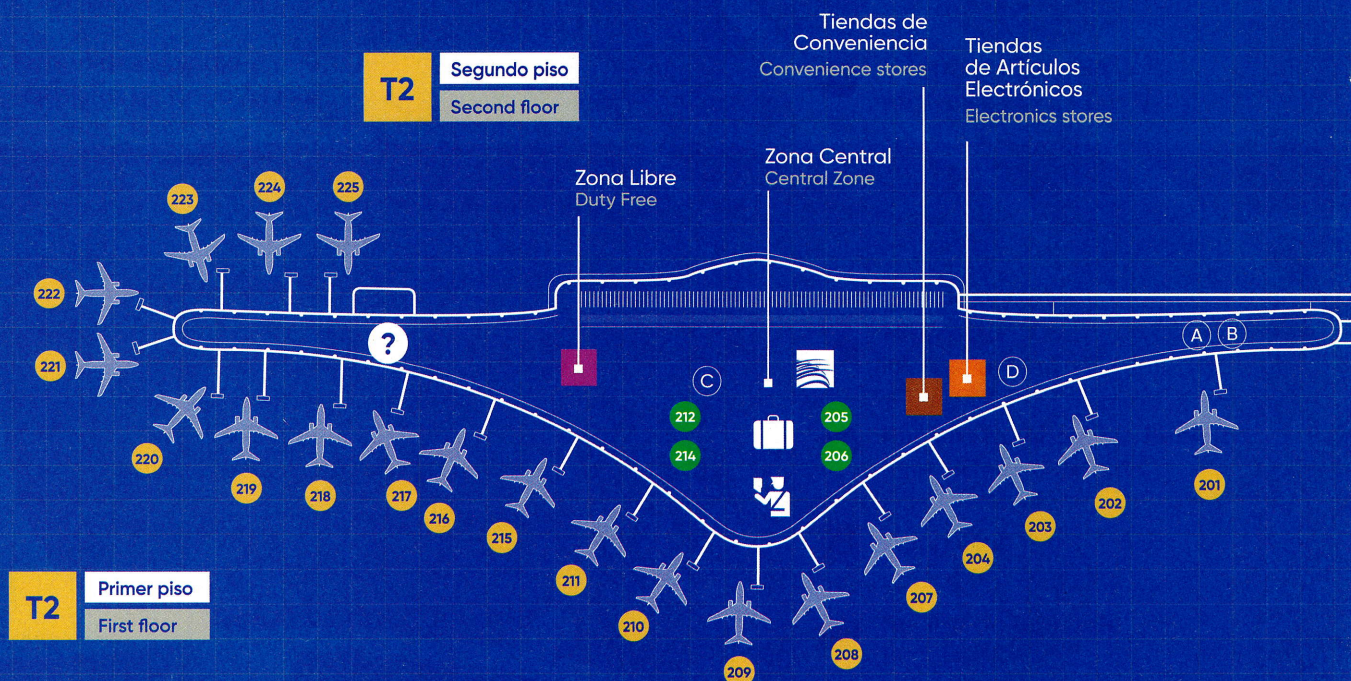 Tiendas de
Conveniencia
Convenience stores
Tiendas
de Artículos
Electrónicos
Electronics stores
T2
Segundo piso
Second floor
Zona Libre
Duty Free
Zona Central
Central Zone
223
224
225
222
221
?
A
B
C
D
212
205
214
206
220
219
218
217
216
215
211
210
209
208
207
204
203
202
201
T2
Primer piso
First floor